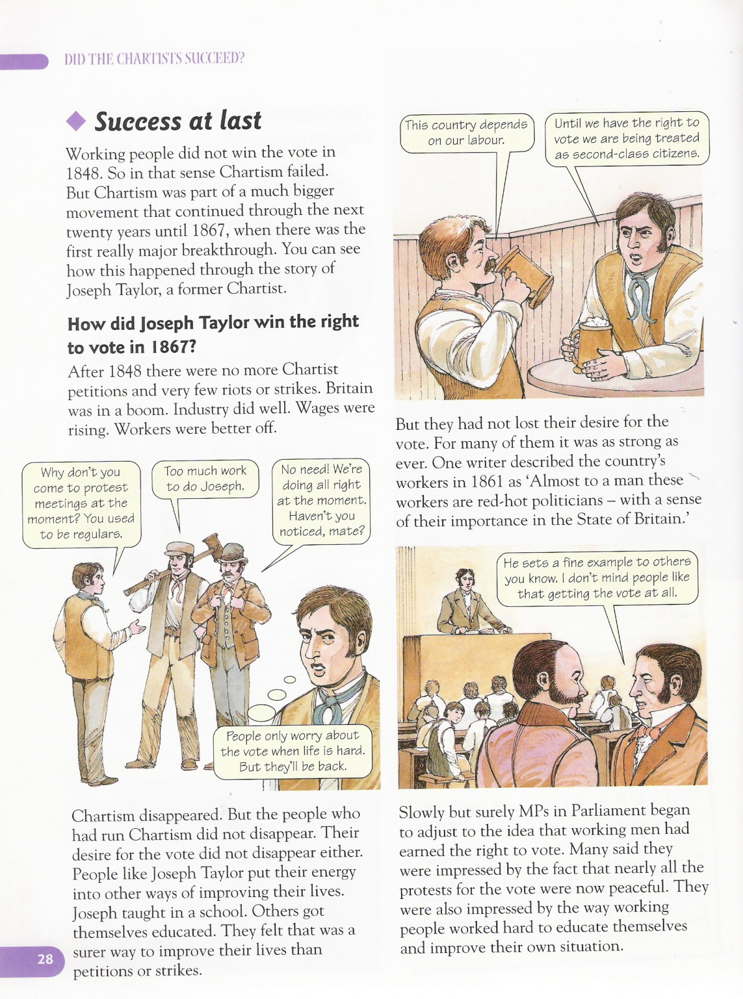 DID THE CHARTISTS SUCCEED?
Success at last
Working people did not win the vote in
1848. So in that sense Chartism failed.
But Chartism was part of a much bigger
movement that continued through the next
twenty years until 1867, when there was the
first really major breakthrough. You can see
how this happened through the story of
Joseph Taylor, a former Chartist.
How did Joseph Taylor win the right
to vote in 1867?
After 1848 there were no more Chartist
petitions and very few riots or strikes. Britain
was in a boom. Industry did well. Wages were
rising. Workers were better off.
Why don't you
come to protest
meetings at the
moment? You used
to be regulars.
Too much work
to do Joseph.
No need! We're
doing all right
at the moment.
Haven't you
noticed, mate?
People only worry about
the vote when life is hard.
But they'll be back.
Chartism disappeared. But the people who
had run Chartism did not disappear. Their
desire for the vote did not disappear either.
People like Joseph Taylor put their energy
into other ways of improving their lives.
Joseph taught in a school. Others got
themselves educated. They felt that was a
surer way to improve their lives than
petitions or strikes.
This country depends
on our labour.
Until we have the right to
vote we are being treated
as second-class citizens.
But they had not lost their desire for the
vote. For many of them it was as strong as
ever. One writer described the country's
workers in 1861 as 'Almost to a man these
workers are red-hot politicians – with a sense
of their importance in the State of Britain.'
He sets a fine example to others
you know. I don't mind people like
that getting the vote at all.
Slowly but surely MPs in Parliament began
to adjust to the idea that working men had
earned the right to vote. Many said they
were impressed by the fact that nearly all the
protests for the vote were now peaceful. They
were also impressed by the way working
people worked hard to educate themselves
and improve their own situation.
28